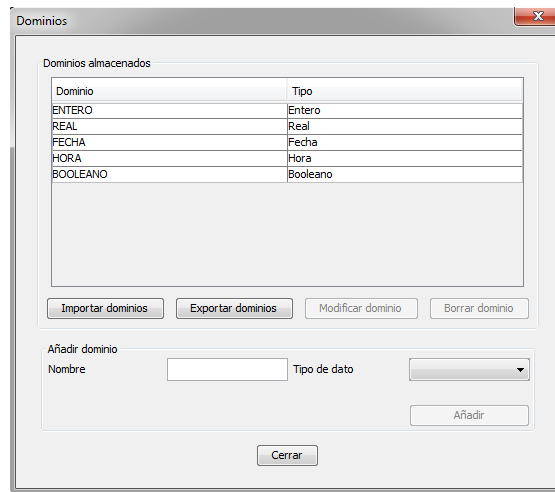 Dominios
Dominios almacenados
Dominio Tipo
ENTERO Entero
REAL Real
FECHA Fecha
HORA Hora
BOOLEANO Booleano
Importar dominios Exportar dominios Modificar dominio Borrar dominio
Añadir dominio
Nombre Tipo de dato
Añadir
Cerrar